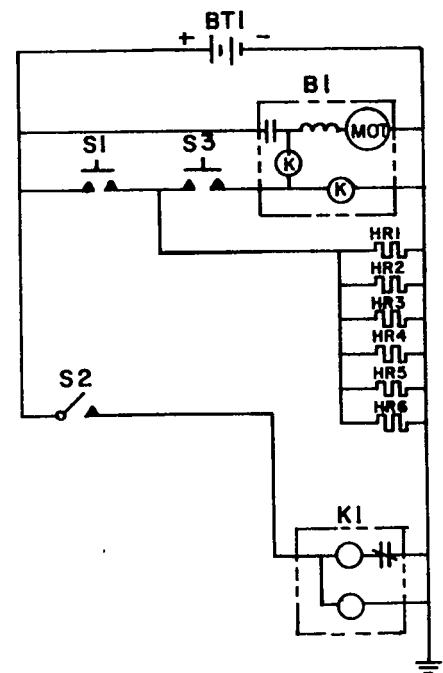 BT1
+ -
B1
MOT
S1 S3
K
K
HR1
HR2
HR3
HR4
HR5
HR6
S2
K1